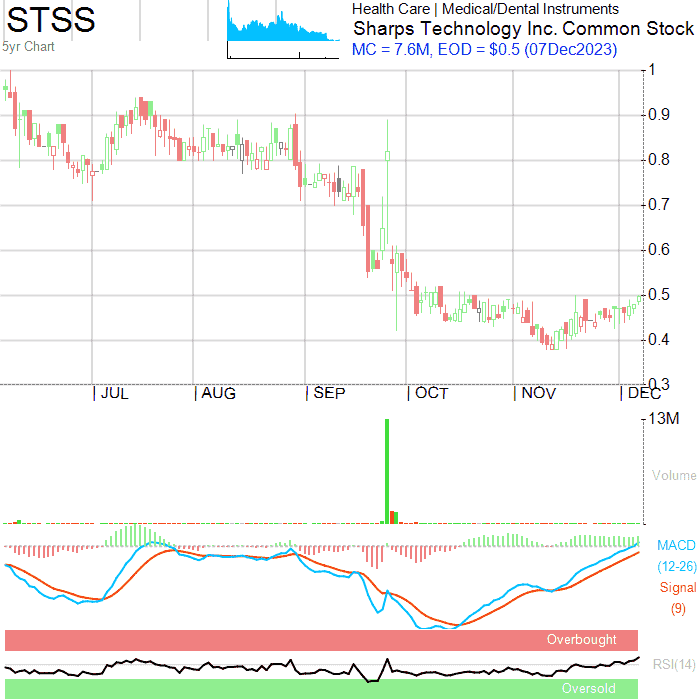 STSS
5yr Chart
Health Care | Medical/Dental Instruments
Sharps Technology Inc. Common Stock
MC = 7.6M, EOD = $0.5 (07Dec2023)
1
0.9
0.8
0.7
0.6
0.5
0.4
0.3
JUL
AUG
SEP
OCT
NOV
DEC
13M
Volume
MACD
(12-26)
Signal
(9)
Overbought
RSI(14)
Oversold